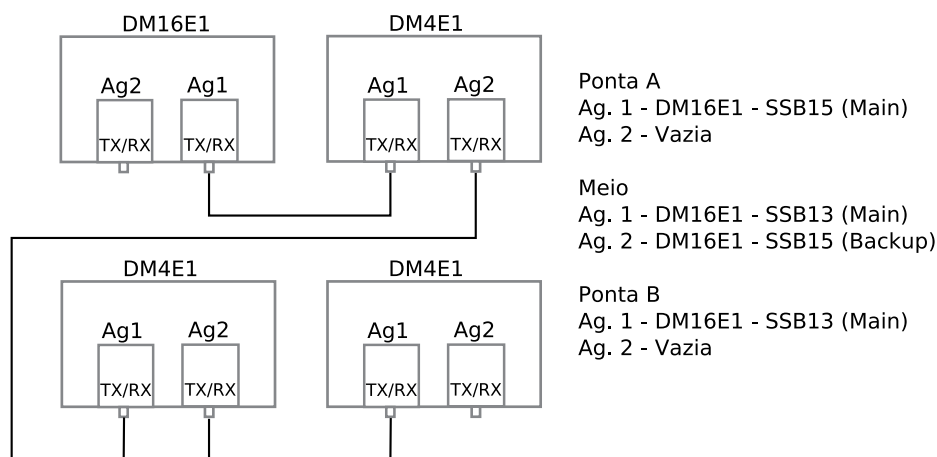 DM16E1
DM4E1
Ag2 Ag1
Ag1 Ag2
TX/RX TX/RX
TX/RX TX/RX
DM4E1
DM4E1
Ag1 Ag2
Ag1 Ag2
TX/RX TX/RX
TX/RX TX/RX
Ponta A
Ag. 1 - DM16E1 - SSB15 (Main)
Ag. 2 - Vazia
Meio
Ag. 1 - DM16E1 - SSB13 (Main)
Ag. 2 - DM16E1 - SSB15 (Backup)
Ponta B
Ag. 1 - DM16E1 - SSB13 (Main)
Ag. 2 - Vazia